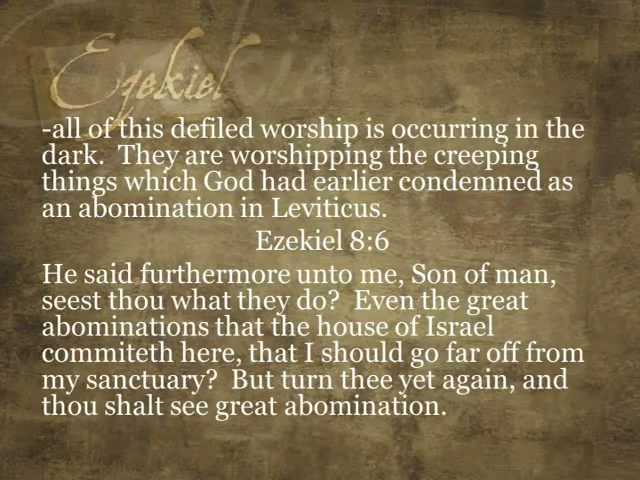 Ezekiel
-all of this defiled worship is occurring in the
dark.  They are worshipping the creeping
things which God had earlier condemned as
an abomination in Leviticus.
Ezekiel 8:6
He said furthermore unto me, Son of man,
seest thou what they do?  Even the great
abominations that the house of Israel
commiteth here, that I should go far off from
my sanctuary?  But turn thee yet again, and
thou shalt see great abomination.